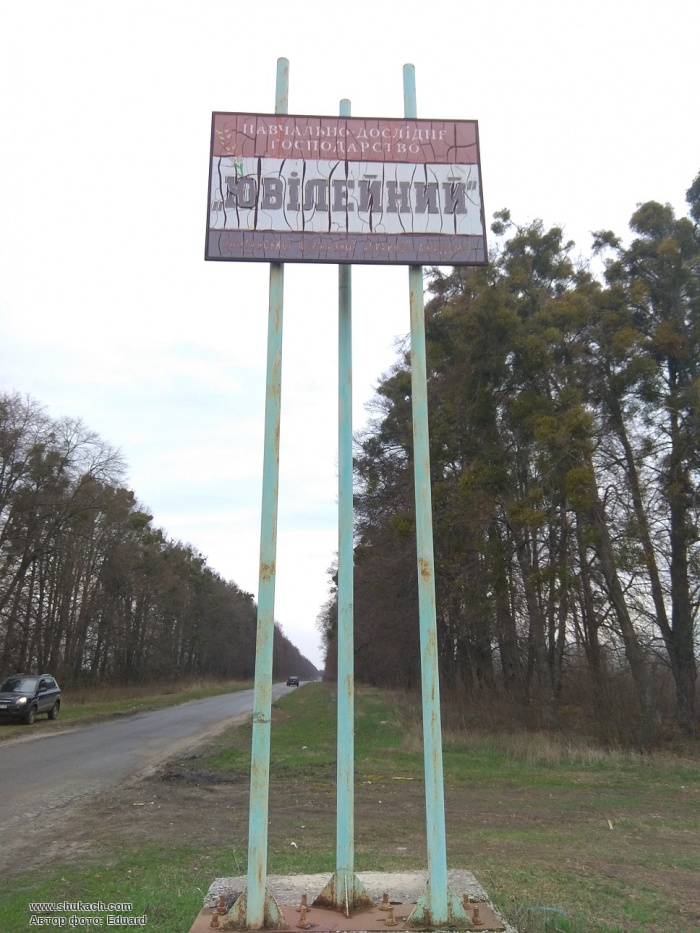 НАВЧАЛЬНО-ДОСЛІДНЕ
ГОСПОДАРСТВО
„ЮВІЛЕЙНИЙ"
www.shukach.com
Автор фото: Eduard